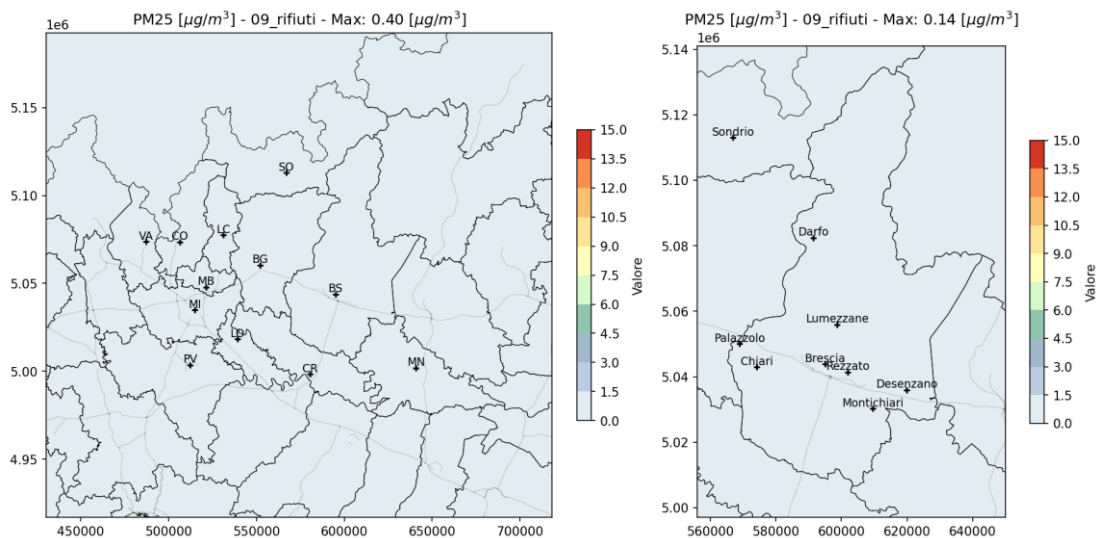 PM25 [μg/m³] - 09_rifiuti - Max: 0.40 [μg/m³]
1e6
5.15
5.10
5.05
5.00
4.95
SO
VA
CO
LC
BG
MB
BS
MI
LO
PV
CR
MN
450000
500000
550000
600000
650000
700000
15.0
13.5
12.0
10.5
9.0
7.5
6.0
4.5
3.0
1.5
0.0
Valore
PM25 [μg/m³] - 09_rifiuti - Max: 0.14 [μg/m³]
1e6
5.14
5.12
5.10
5.08
5.06
5.04
5.02
5.00
Sondrio
Darfo
Lumezzane
Palazzolo
Chiari
Brescia
Rezzato
Desenzano
Montichiari
560000
580000
600000
620000
640000
15.0
13.5
12.0
10.5
9.0
7.5
6.0
4.5
3.0
1.5
0.0
Valore